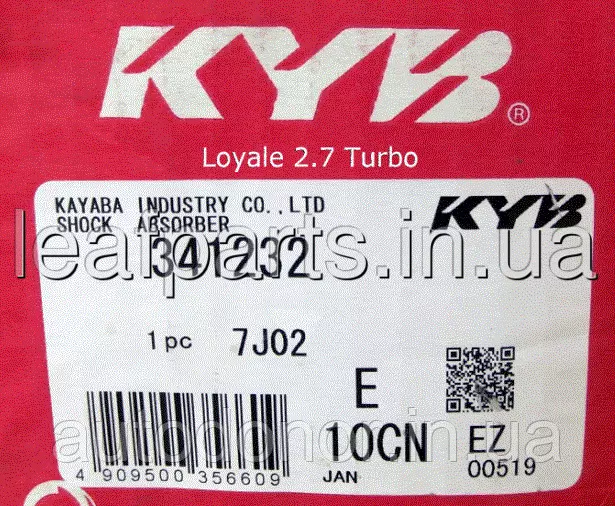 KYB®
Loyale 2.7 Turbo
KAYABA INDUSTRY CO.,LTD
SHOCK ABSORBER
KYB
leafparts.in.ua
341232
1 pc 7J02
E
10CN EZ
autodonor.in.ua
4 909500 356609 JAN 00519